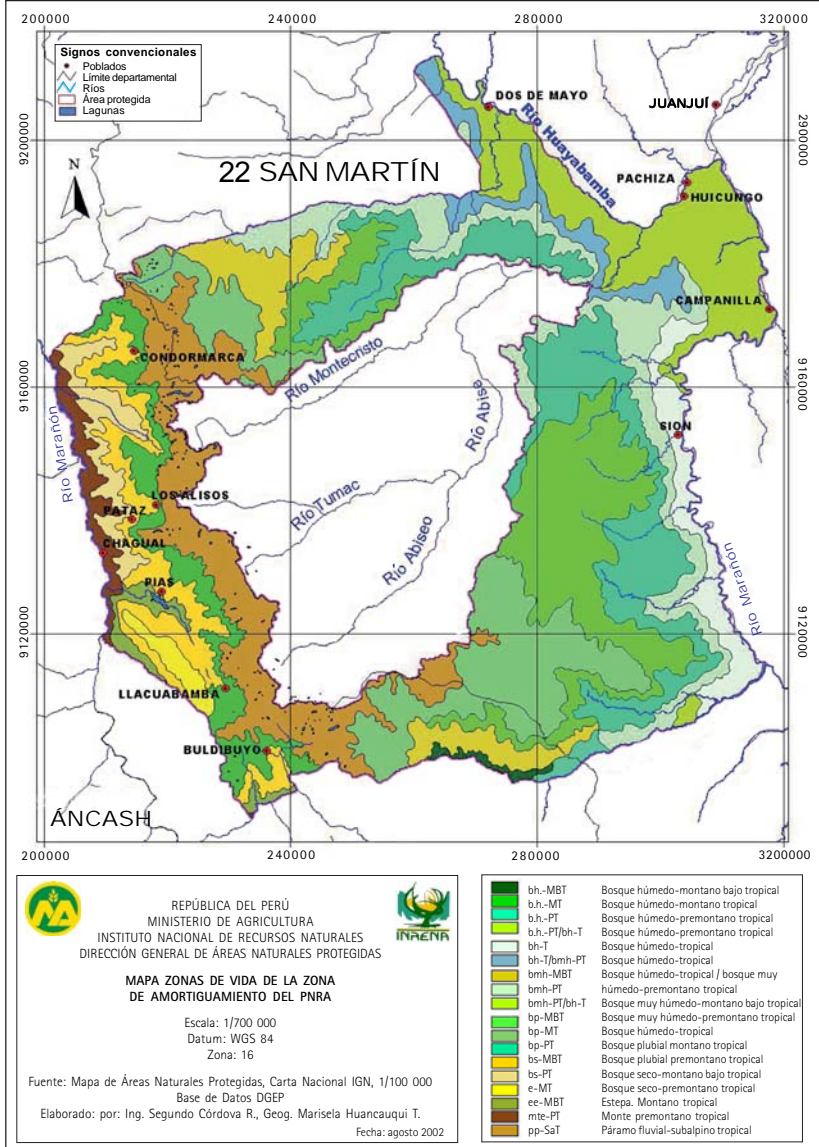 200000
240000
280000
3200000
Signos convencionales
Poblados
Límite departamental
Ríos
Área protegida
Lagunas
9200000
9200000
N
22 SAN MARTÍN
DOS DE MAYO
JUANJUÍ
Río Huayabamba
PACHIZA
HUICUNGO
CAMPANILLA
CONDORMARCA
Río Montecristo
9160000
9160000
Río Abise
Río Marañón
SION
LOS ALISOS
PATAZ
Río Tumac
CHAGUAL
Río Abiseo
PIAS
Río Marañón
9120000
9120000
LLACUABAMBA
BULDIBUYO
ÁNCASH
200000
240000
280000
3200000
REPÚBLICA DEL PERÚ
MINISTERIO DE AGRICULTURA
INSTITUTO NACIONAL DE RECURSOS NATURALES
DIRECCIÓN GENERAL DE ÁREAS NATURALES PROTEGIDAS
INRENA
MAPA ZONAS DE VIDA DE LA ZONA
DE AMORTIGUAMIENTO DEL PNRA
Escala: 1/700 000
Datum: WGS 84
Zona: 16
Fuente: Mapa de Áreas Naturales Protegidas, Carta Nacional IGN, 1/100 000
Base de Datos DGEP
Elaborado: por: Ing. Segundo Córdova R., Geog. Marisela Huancauqui T.
Fecha: agosto 2002
bh.-MBT Bosque húmedo-montano bajo tropical
b.h.-MT Bosque húmedo-montano tropical
b.h.-PT Bosque húmedo-premontano tropical
b.h.-PT/bh-T Bosque húmedo-premontano tropical
bh-T Bosque húmedo-tropical
bh-T/bmh-PT Bosque húmedo-tropical
bmh-MBT Bosque húmedo-tropical / bosque muy
bmh-PT húmedo-premontano tropical
bmh-PT/bh-T Bosque muy húmedo-montano bajo tropical
bp-MBT Bosque muy húmedo-premontano tropical
bp-MT Bosque húmedo-tropical
bp-PT Bosque plubial montano tropical
bs-MBT Bosque plubial premontano tropical
bs-PT Bosque seco-montano bajo tropical
e-MT Bosque seco-premontano tropical
ee-MBT Estepa. Montano tropical
mte-PT Monte premontano tropical
pp-SaT Páramo fluvial-subalpino tropical